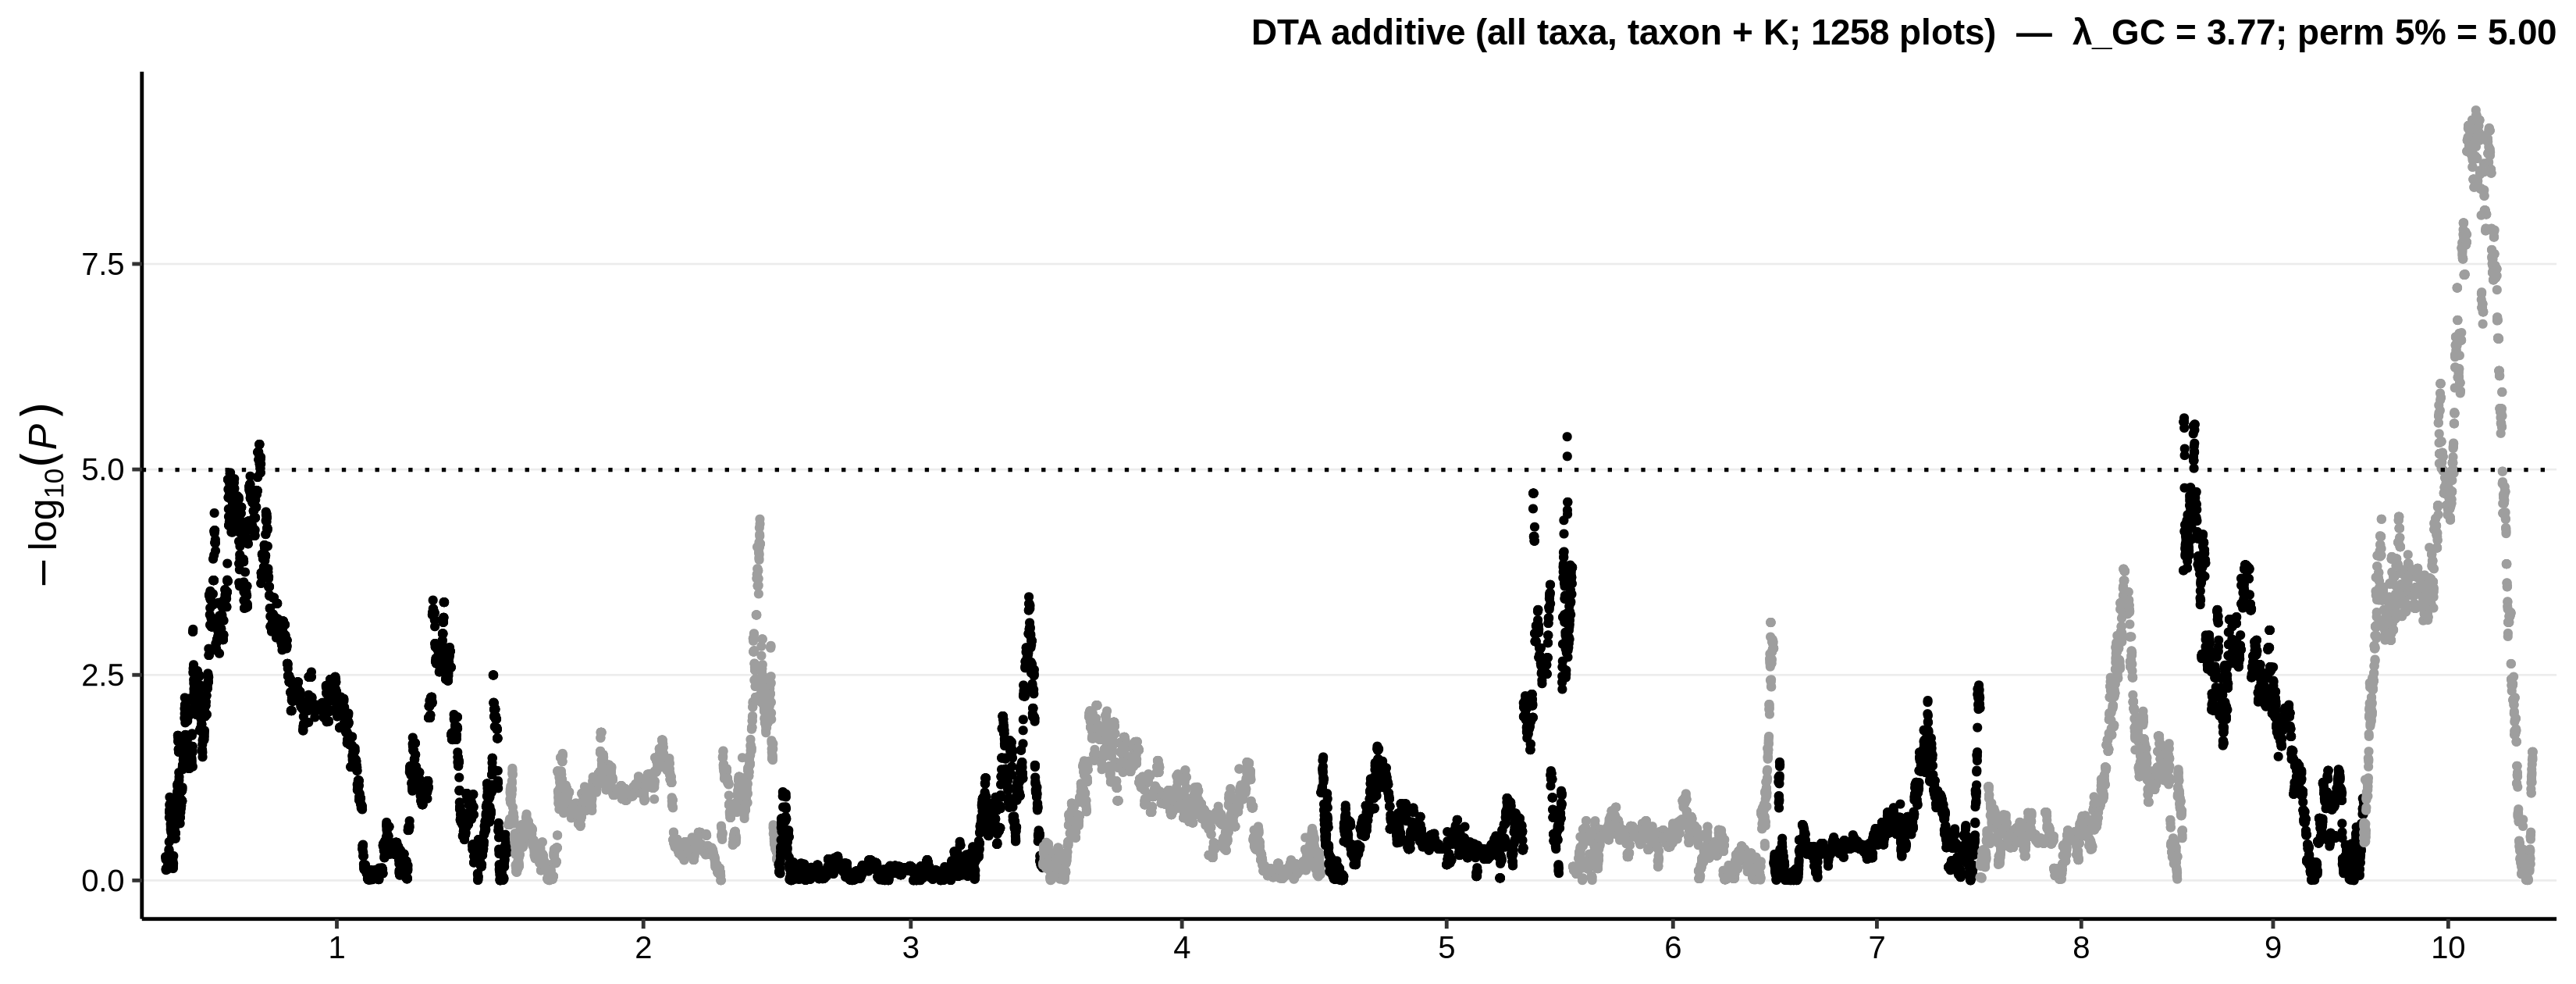 DTA additive (all taxa, taxon + K; 1258 plots) — λ_GC = 3.77; perm 5% = 5.00
− log10(P)
7.5
5.0
2.5
0.0
1 2 3 4 5 6 7 8 9 10